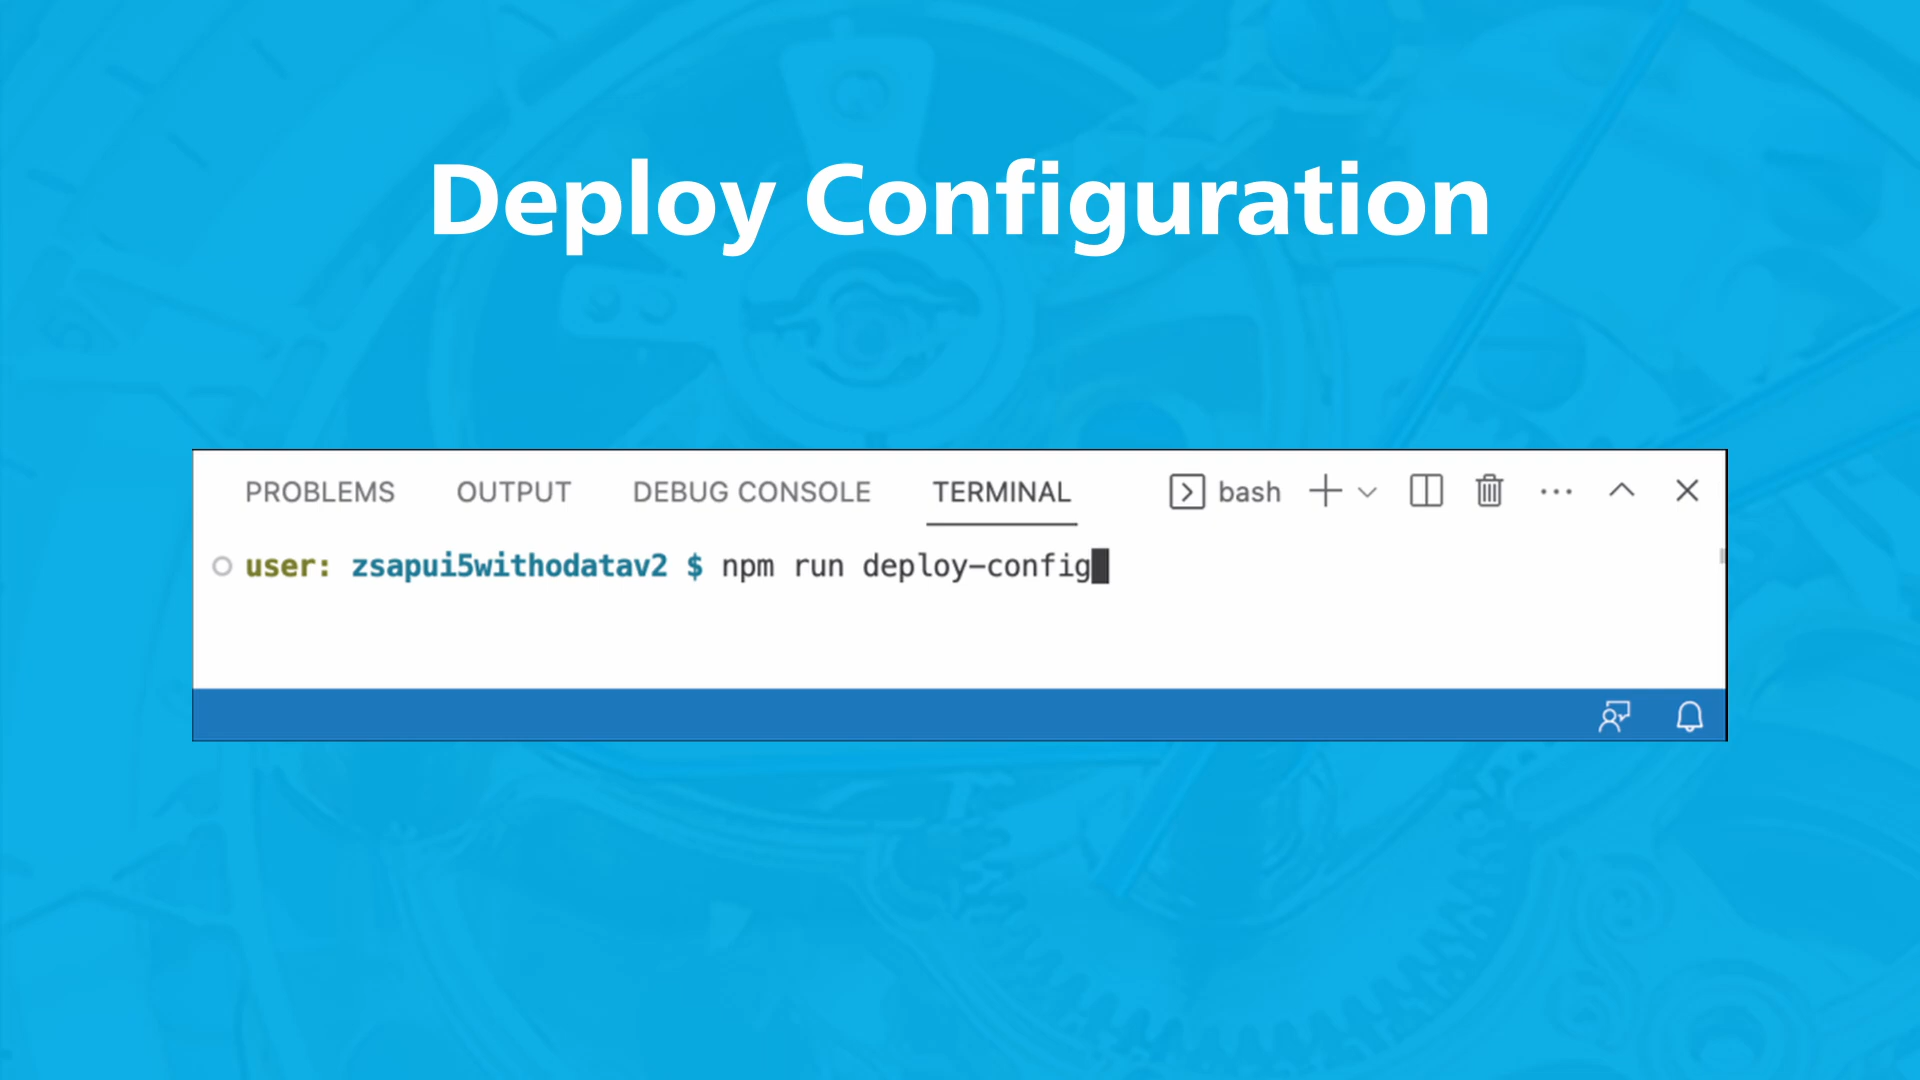 Deploy Configuration
PROBLEMS OUTPUT DEBUG CONSOLE TERMINAL bash
user: zsapui5withodatav2 $ npm run deploy-config